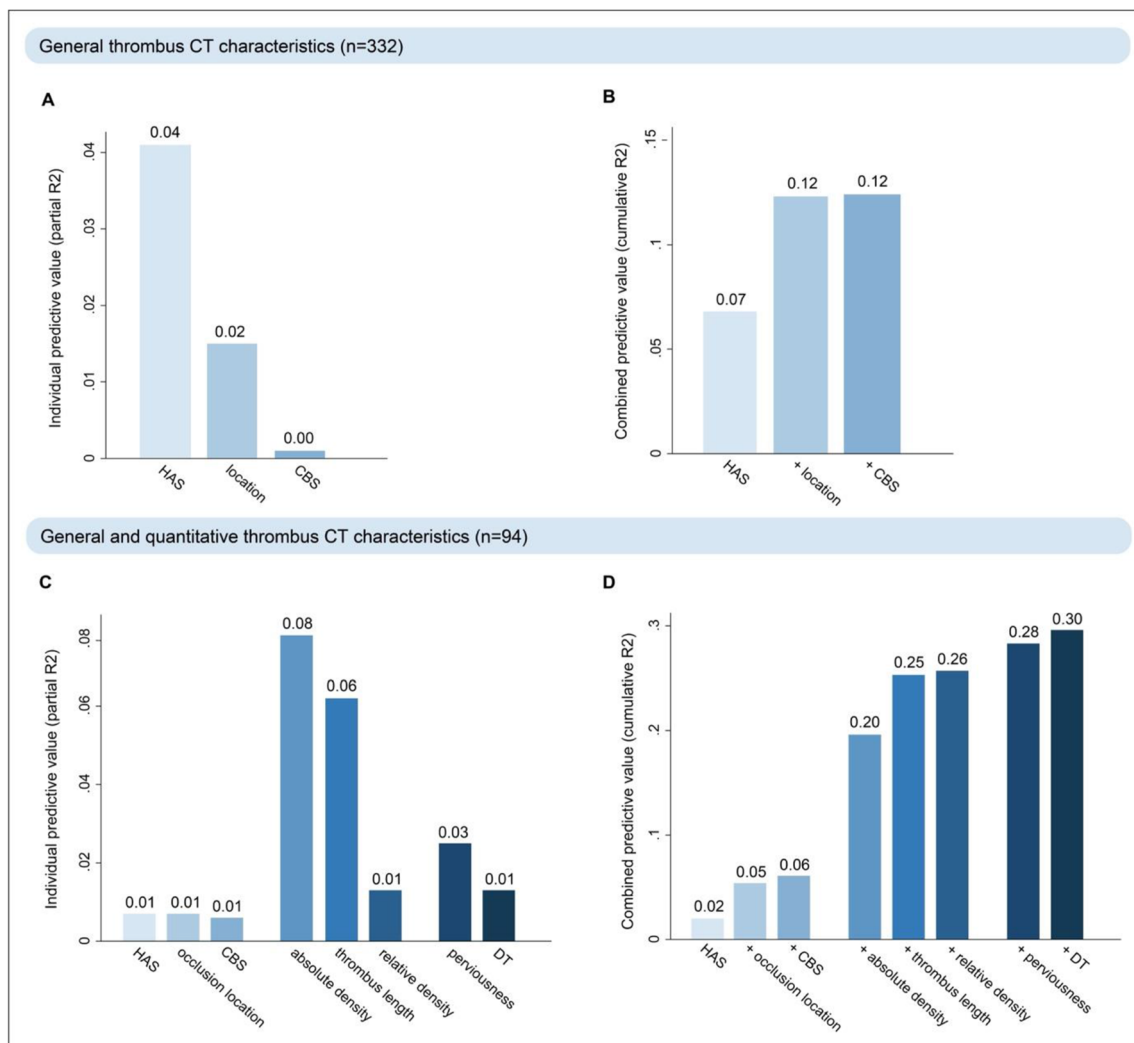 General thrombus CT characteristics (n=332)
A
Individual predictive value (partial R2)
.04
.03
.02
.01
0
0.04
0.02
0.00
HAS
location
CBS
B
Combined predictive value (cumulative R2)
.15
.1
.05
0
0.07
0.12
0.12
HAS
+ location
+ CBS
General and quantitative thrombus CT characteristics (n=94)
C
Individual predictive value (partial R2)
.08
.06
.04
.02
0
0.01
0.01
0.01
0.08
0.06
0.01
0.03
0.01
HAS
occlusion location
CBS
absolute density
thrombus length
relative density
perviousness
DT
D
Combined predictive value (cumulative R2)
.3
.2
.1
0
0.02
0.05
0.06
0.20
0.25
0.26
0.28
0.30
HAS
+ occlusion location
+ CBS
+ absolute density
+ thrombus length
+ relative density
+ perviousness
+ DT